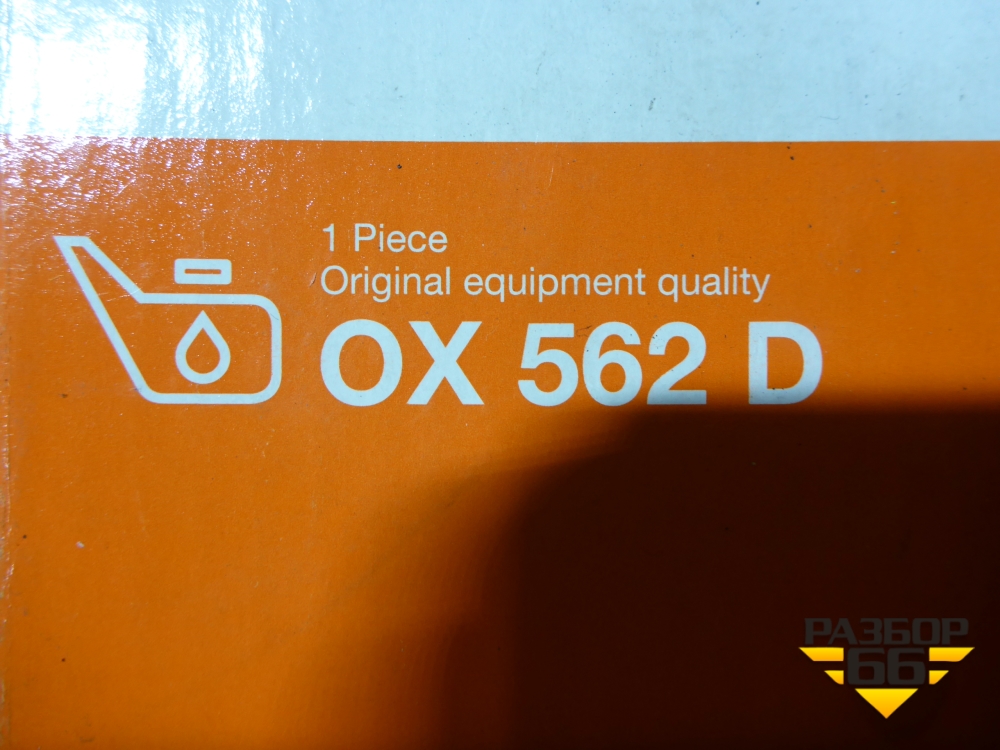 1 Piece
Original equipment quality
OX 562 D
РАЗБОР
66